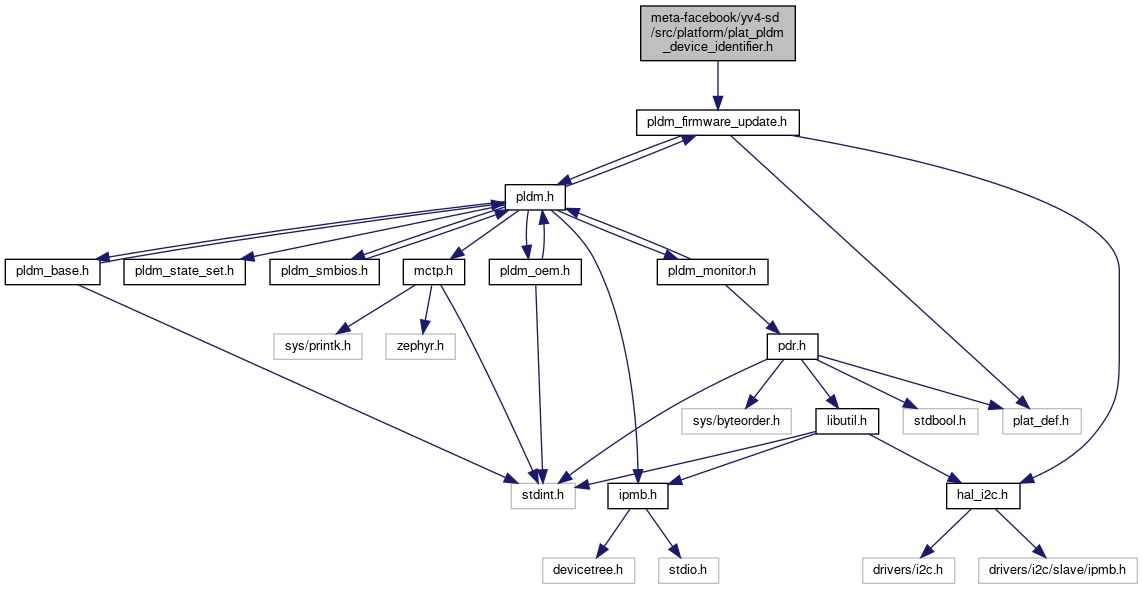 meta-facebook/yv4-sd
/src/platform/plat_pldm
_device_identifier.h
pldm_firmware_update.h
pldm.h
pldm_base.h
pldm_state_set.h
pldm_smbios.h
mctp.h
pldm_oem.h
pldm_monitor.h
sys/printk.h
zephyr.h
pdr.h
sys/byteorder.h
libutil.h
stdbool.h
plat_def.h
stdint.h
ipmb.h
hal_i2c.h
devicetree.h
stdio.h
drivers/i2c.h
drivers/i2c/slave/ipmb.h